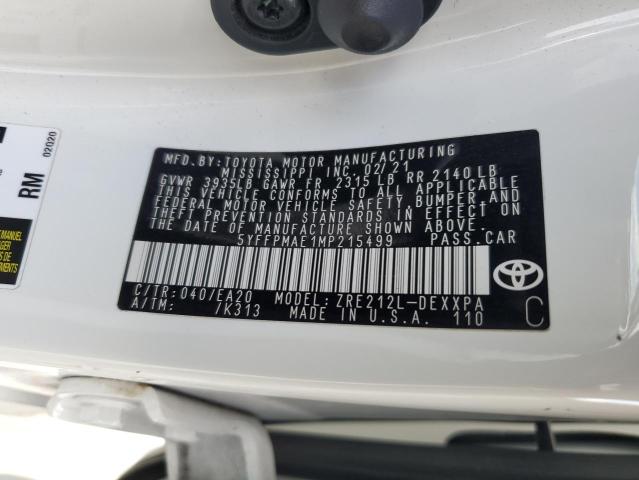 MFD.BY:TOYOTA MOTOR MANUFACTURING
MISSISSIPPI INC. 02/21
GVWR 3935LB GAWR FR 2315 LB RR 2140 LB
THIS VEHICLE CONFORMS TO ALL APPLICABLE
FEDERAL MOTOR VEHICLE SAFETY, BUMPER, AND
THEFT PREVENTION STANDARDS IN EFFECT ON
THE DATE OF MANUFACTURE SHOWN ABOVE.
5YFFPMAE1MP215499 PASS.CAR
C/TR:040/EA20 MODEL:ZRE212L-DEXXPA
A/TM: /K313 MADE IN U.S.A. 110
C
RM
02020
MANUEL